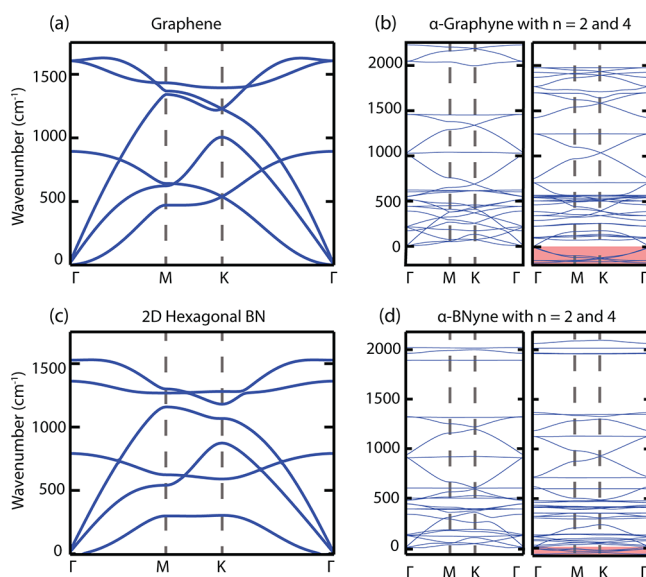 (a) Graphene
(b) α-Graphyne with n = 2 and 4
Wavenumber (cm⁻¹)
1500
1000
500
0
Γ M K Γ
2000
1500
1000
500
0
Γ M K Γ Γ M K Γ
(c) 2D Hexagonal BN
(d) α-BNyne with n = 2 and 4
Wavenumber (cm⁻¹)
1500
1000
500
0
Γ M K Γ
2000
1500
1000
500
0
Γ M K Γ Γ M K Γ